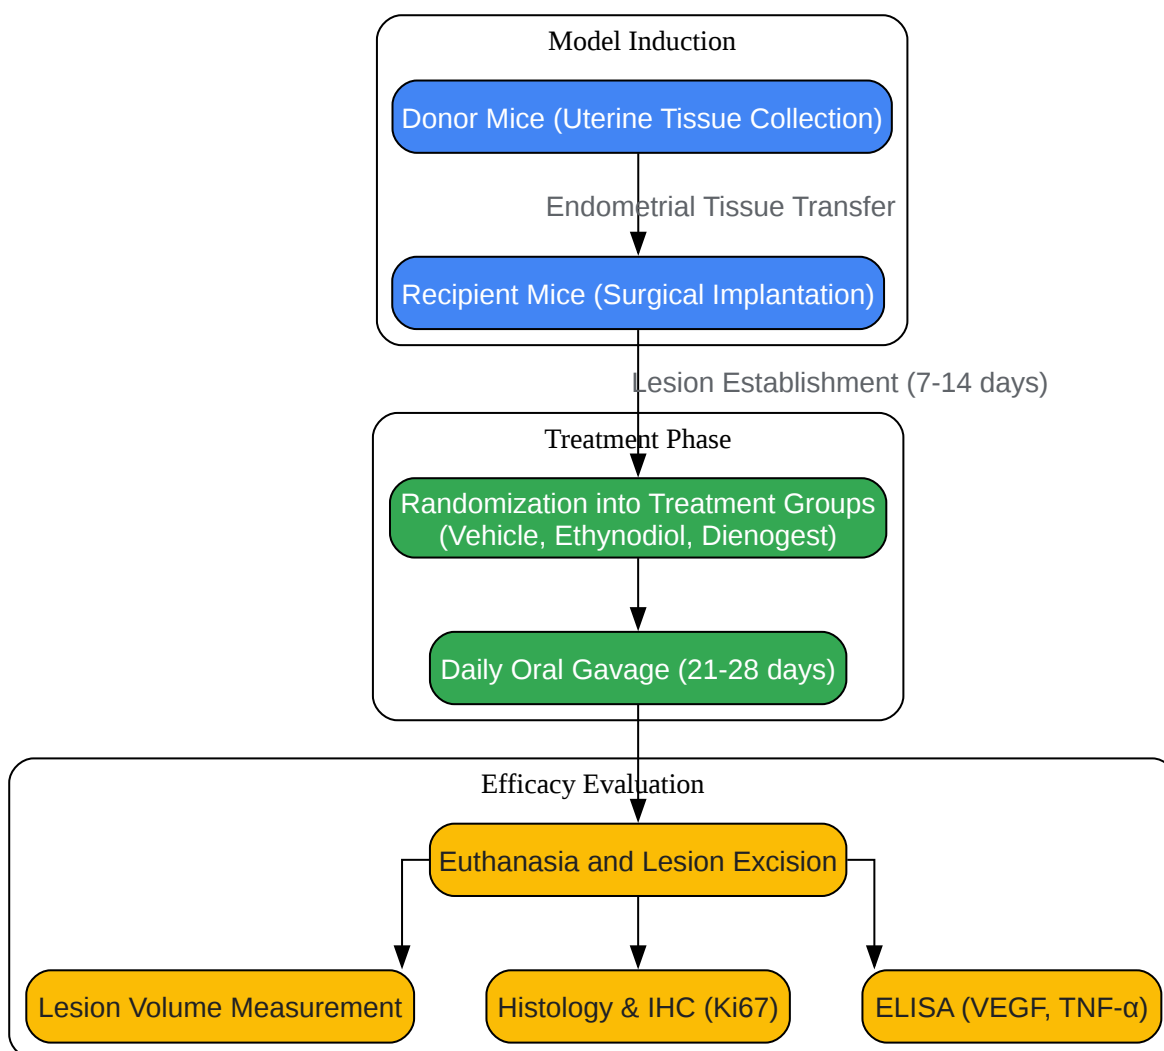 Model Induction
Donor Mice (Uterine Tissue Collection)
Endometrial Tissue Transfer
Recipient Mice (Surgical Implantation)
Lesion Establishment (7-14 days)
Treatment Phase
Randomization into Treatment Groups
(Vehicle, Ethynodiol, Dienogest)
Daily Oral Gavage (21-28 days)
Efficacy Evaluation
Euthanasia and Lesion Excision
Lesion Volume Measurement
Histology & IHC (Ki67)
ELISA (VEGF, TNF-α)